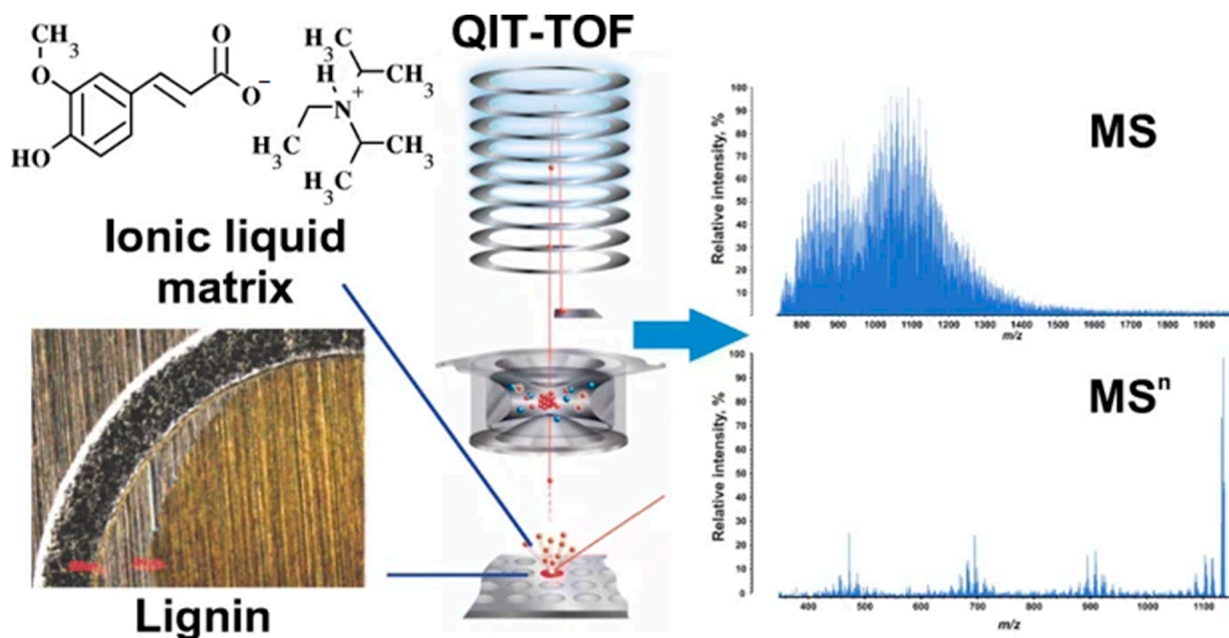 CH₃
O
O
O⁻
HO
H₃C
H
CH₃
N⁺
H₃C
CH₃
H₃C
QIT-TOF
Ionic liquid
matrix
Lignin
MS
Relative intensity, %
100
90
80
70
60
50
40
30
20
10
800 900 1000 1100 1200 1300 1400 1500 1600 1700 1800 1900
m/z
MSⁿ
Relative intensity, %
100
90
80
70
60
50
40
30
20
10
0
400 500 600 700 800 900 1000 1100
m/z